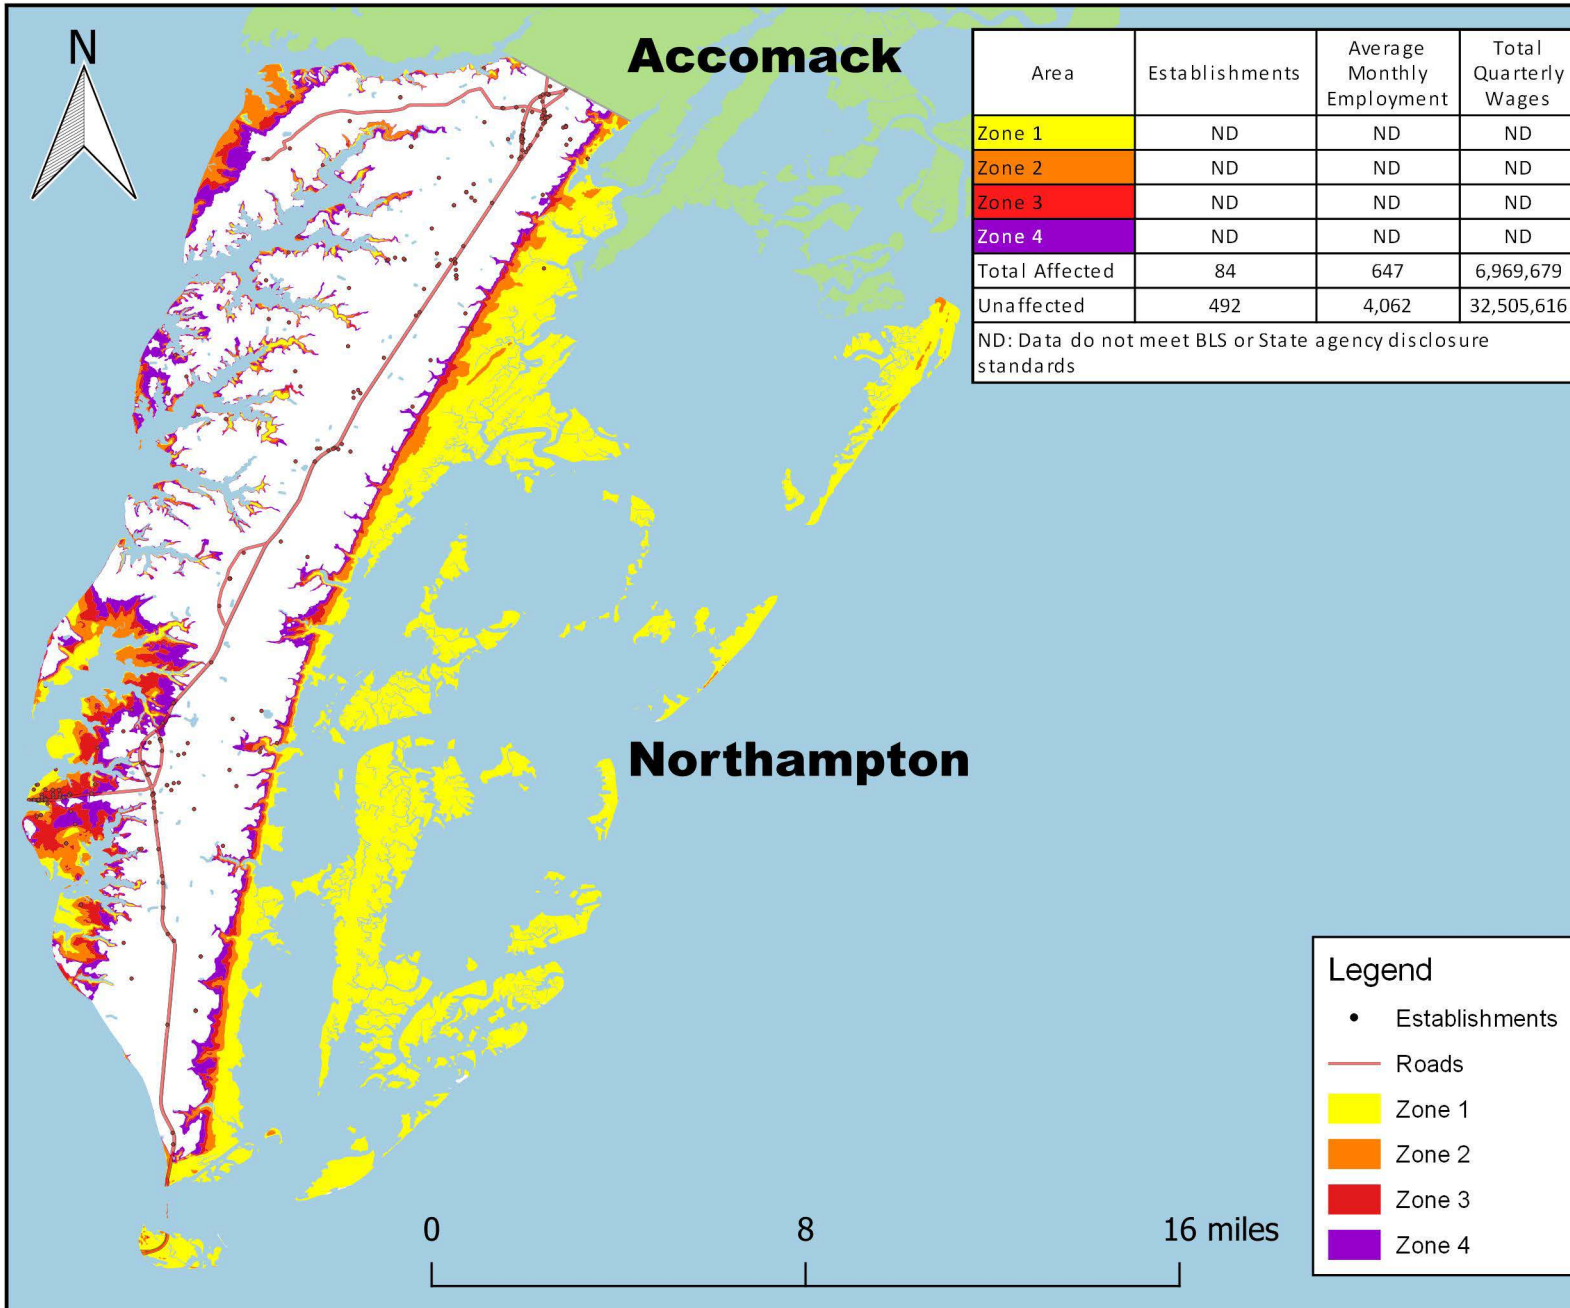 N
Accomack
Area Establishments Average Monthly Employment Total Quarterly Wages
Zone 1 ND ND ND
Zone 2 ND ND ND
Zone 3 ND ND ND
Zone 4 ND ND ND
Total Affected 84 647 6,969,679
Unaffected 492 4,062 32,505,616
ND: Data do not meet BLS or State agency disclosure
standards
Northampton
Legend
Establishments
Roads
Zone 1
Zone 2
Zone 3
Zone 4
0 8 16 miles